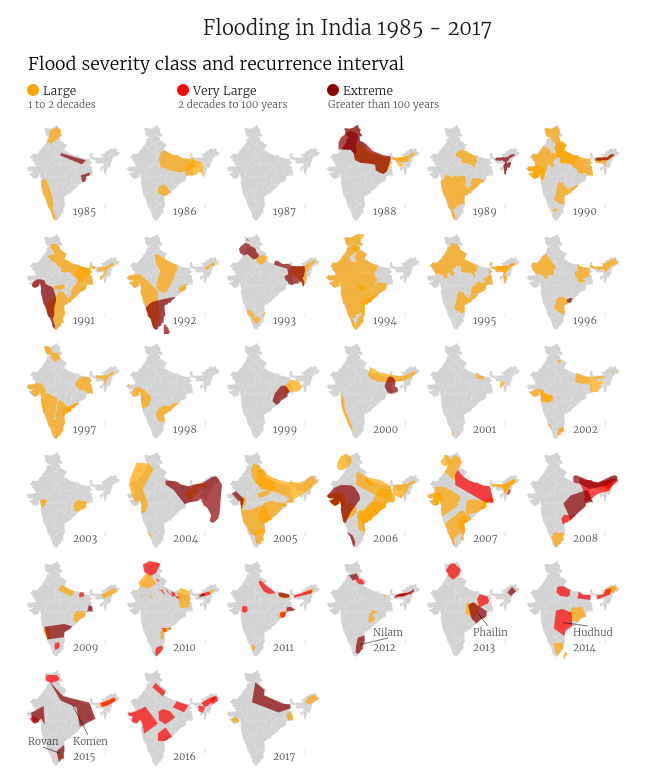 Flooding in India 1985 - 2017
Flood severity class and recurrence interval
Large
1 to 2 decades
Very Large
2 decades to 100 years
Extreme
Greater than 100 years
1985
1986
1987
1988
1989
1990
1991
1992
1993
1994
1995
1996
1997
1998
1999
2000
2001
2002
2003
2004
2005
2006
2007
2008
2009
2010
2011
Nilam
2012
Phailin
2013
Hudhud
2014
Rovan
Komen
2015
2016
2017